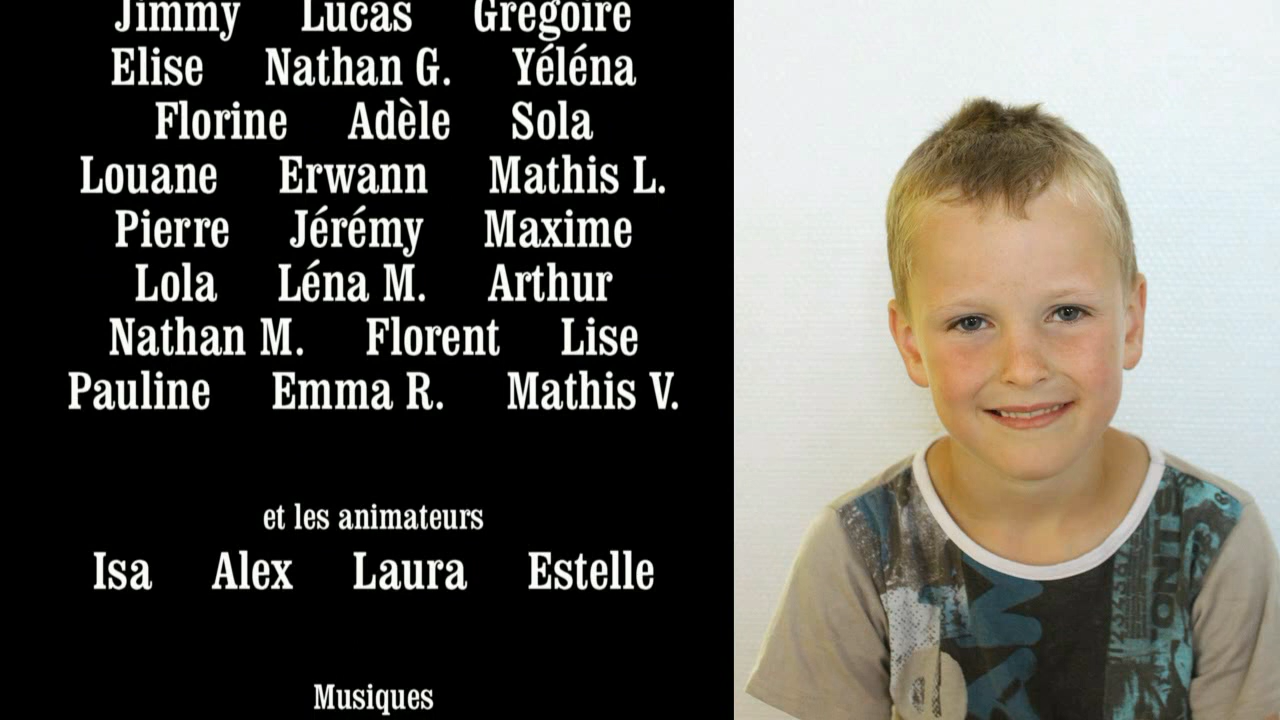 Jimmy Lucas Grégoire
Elise Nathan G. Yéléna
Florine Adèle Sola
Louane Erwann Mathis L.
Pierre Jérémy Maxime
Lola Léna M. Arthur
Nathan M. Florent Lise
Pauline Emma R. Mathis V.
et les animateurs
Isa Alex Laura Estelle
Musiques